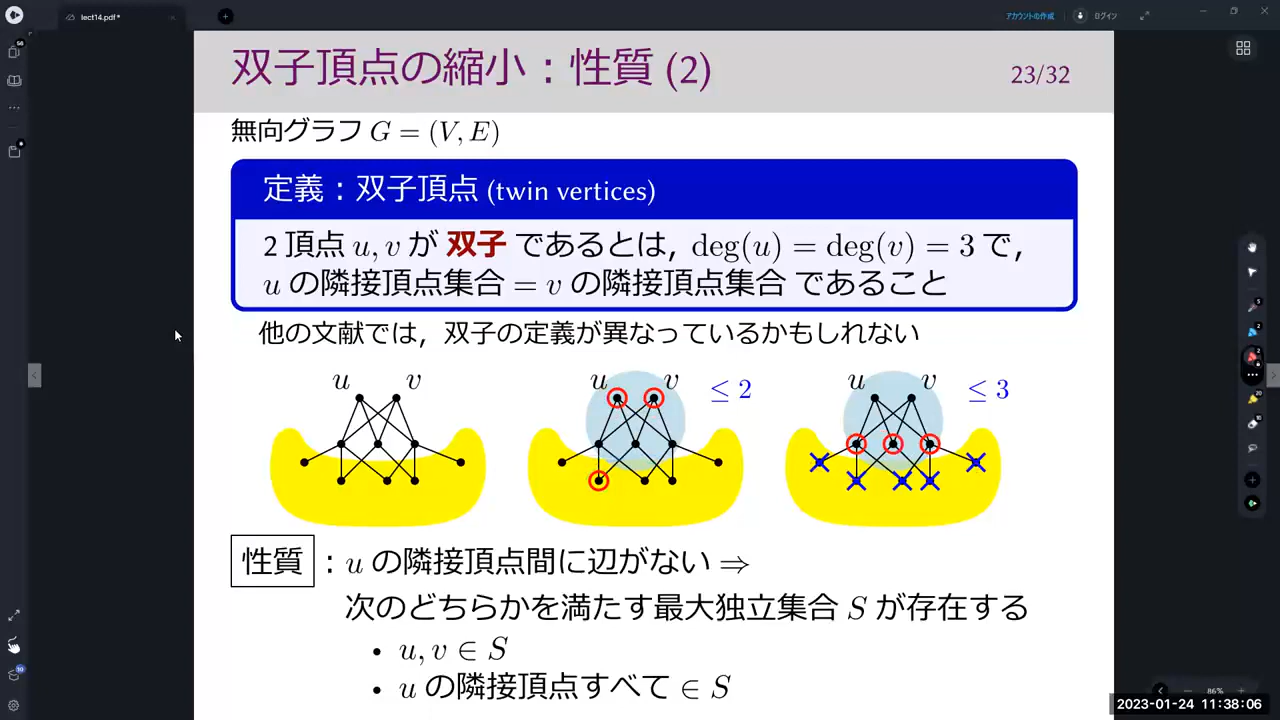 lect14.pdf*
アカウントの作成
ログイン
双子頂点の縮小：性質 (2)
23/32
無向グラフ G = (V, E)
定義：双子頂点 (twin vertices)
2 頂点 u, v が 双子 であるとは, deg(u) = deg(v) = 3 で,
u の隣接頂点集合 = v の隣接頂点集合 であること
他の文献では，双子の定義が異なっているかもしれない
u v
u v ≤ 2
u v ≤ 3
性質：u の隣接頂点間に辺がない ⇒
次のどちらかを満たす最大独立集合 S が存在する
• u, v ∈ S
• u の隣接頂点すべて ∈ S
86%
2023-01-24 11:38:06